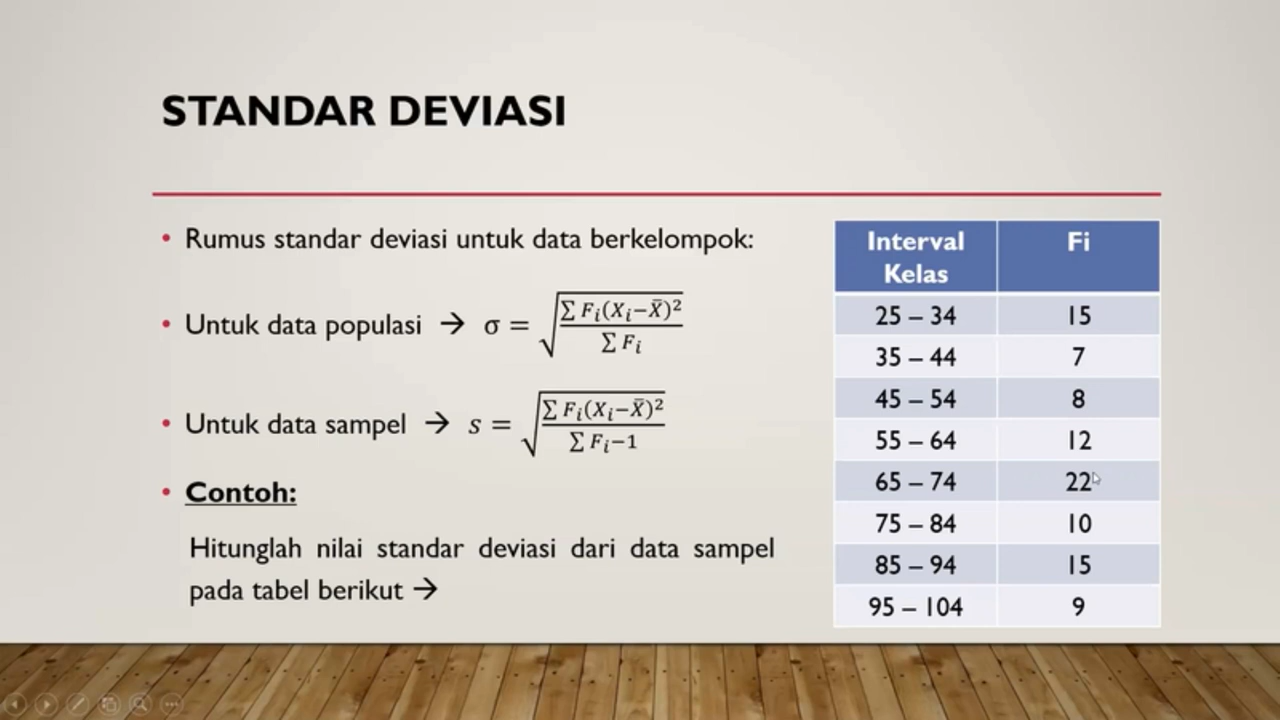 STANDAR DEVIASI
• Rumus standar deviasi untuk data berkelompok:
• Untuk data populasi → σ = √(∑ Fᵢ(Xᵢ−X̄)² / ∑ Fᵢ)
• Untuk data sampel → s = √(∑ Fᵢ(Xᵢ−X̄)² / ∑ Fᵢ−1)
• Contoh:
Hitunglah nilai standar deviasi dari data sampel
pada tabel berikut →
Interval Kelas Fi
25 – 34 15
35 – 44 7
45 – 54 8
55 – 64 12
65 – 74 22
75 – 84 10
85 – 94 15
95 – 104 9